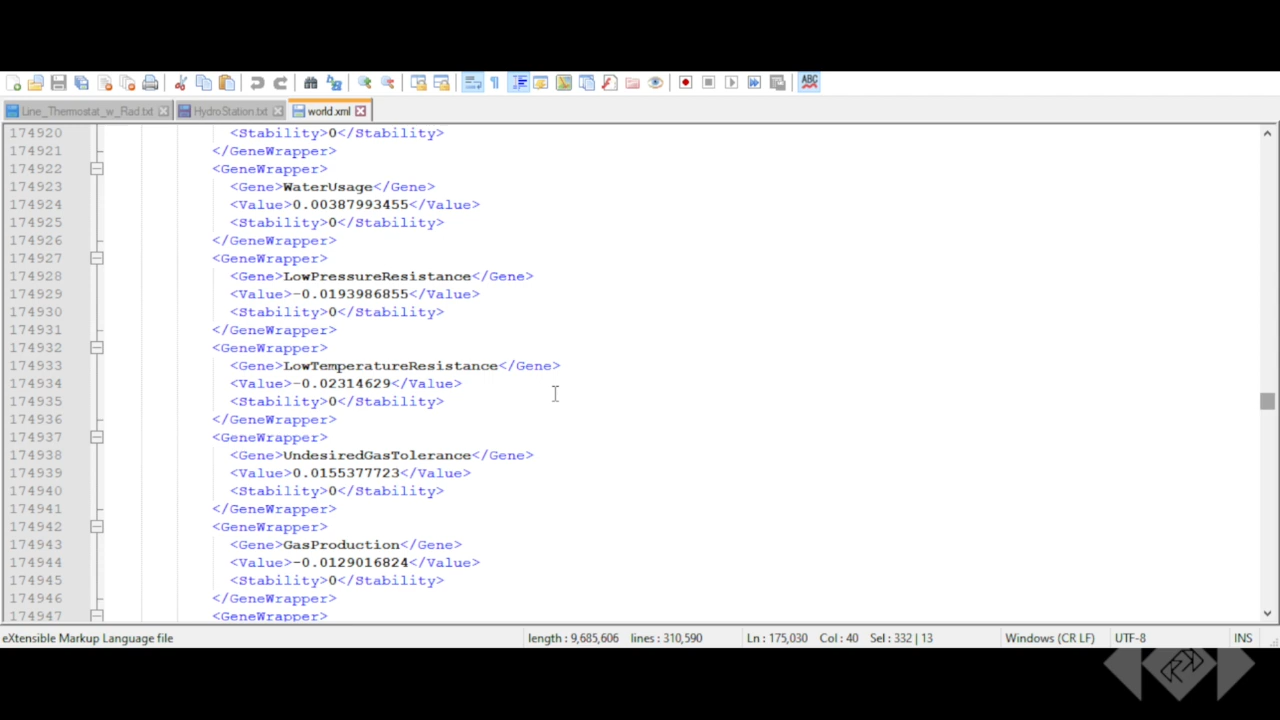 ABC
Line_Thermostat_w_Rad.txt HydroStation.txt world.xml
174920 <Stability>0</Stability>
174921 </GeneWrapper>
174922 <GeneWrapper>
174923 <Gene>WaterUsage</Gene>
174924 <Value>0.00387993455</Value>
174925 <Stability>0</Stability>
174926 </GeneWrapper>
174927 <GeneWrapper>
174928 <Gene>LowPressureResistance</Gene>
174929 <Value>-0.0193986855</Value>
174930 <Stability>0</Stability>
174931 </GeneWrapper>
174932 <GeneWrapper>
174933 <Gene>LowTemperatureResistance</Gene>
174934 <Value>-0.02314629</Value>
174935 <Stability>0</Stability>
174936 </GeneWrapper>
174937 <GeneWrapper>
174938 <Gene>UndesiredGasTolerance</Gene>
174939 <Value>0.0155377723</Value>
174940 <Stability>0</Stability>
174941 </GeneWrapper>
174942 <GeneWrapper>
174943 <Gene>GasProduction</Gene>
174944 <Value>-0.0129016824</Value>
174945 <Stability>0</Stability>
174946 </GeneWrapper>
174947 <GeneWrapper>
eXtensible Markup Language file length : 9,685,606 lines : 310,590 Ln : 175,030 Col : 40 Sel : 332 | 13 Windows (CR LF) UTF-8 INS